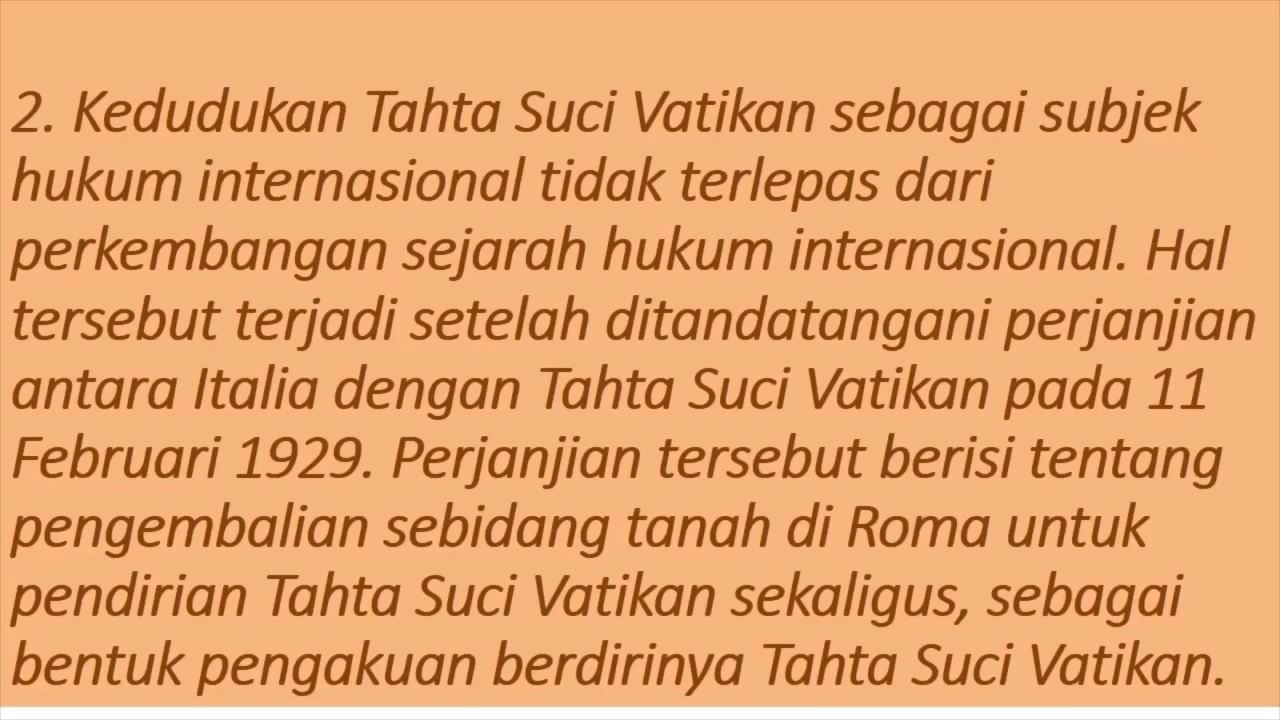 2. Kedudukan Tahta Suci Vatikan sebagai subjek
hukum internasional tidak terlepas dari
perkembangan sejarah hukum internasional. Hal
tersebut terjadi setelah ditandatangani perjanjian
antara Italia dengan Tahta Suci Vatikan pada 11
Februari 1929. Perjanjian tersebut berisi tentang
pengembalian sebidang tanah di Roma untuk
pendirian Tahta Suci Vatikan sekaligus, sebagai
bentuk pengakuan berdirinya Tahta Suci Vatikan.